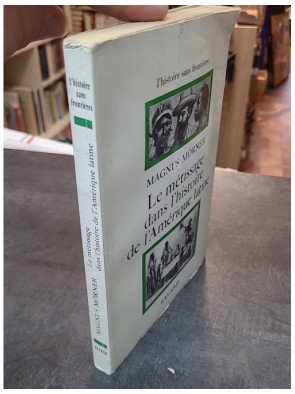 l'histoire sans frontières
MAGNUS MÖRNER
Le métissage
dans l'histoire
de l'Amérique latine
FAYARD
l'histoire
sans
frontières
Le métissage
dans l'histoire de l'Amérique latine
MAGNUS MÖRNER